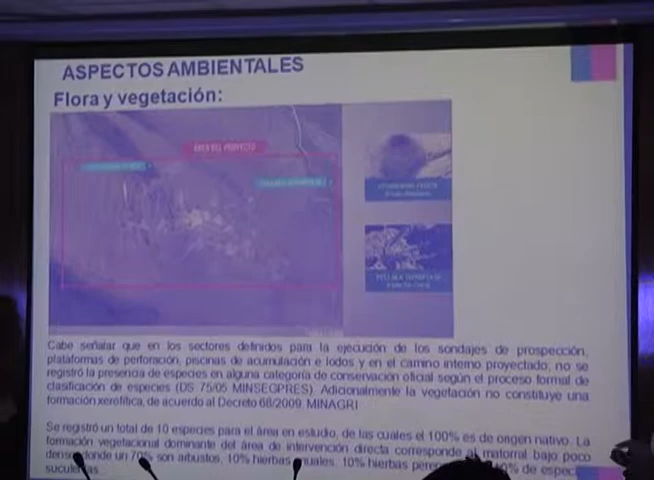 ASPECTOS AMBIENTALES
Flora y vegetación:
ÁREA DEL PROYECTO
Cabe señalar que en los sectores definidos para la ejecución de los sondajes de prospección,
plataformas de perforación, piscinas de acumulación e lodos y en el camino interno proyectado, no se
registró la presencia de especies en alguna categoría de conservación oficial según el proceso formal de
clasificación de especies (DS 75/05 MINSEGPRES). Adicionalmente la vegetación no constituye una
formación xerofítica, de acuerdo al Decreto 68/2009, MINAGRI
Se registró un total de 10 especies para el área en estudio, de las cuales el 100% es de origen nativo. La
formación vegetacional dominante del área de intervención directa corresponde al matorral bajo poco
denso donde un 70% son arbustos, 10% hierbas anuales, 10% hierbas